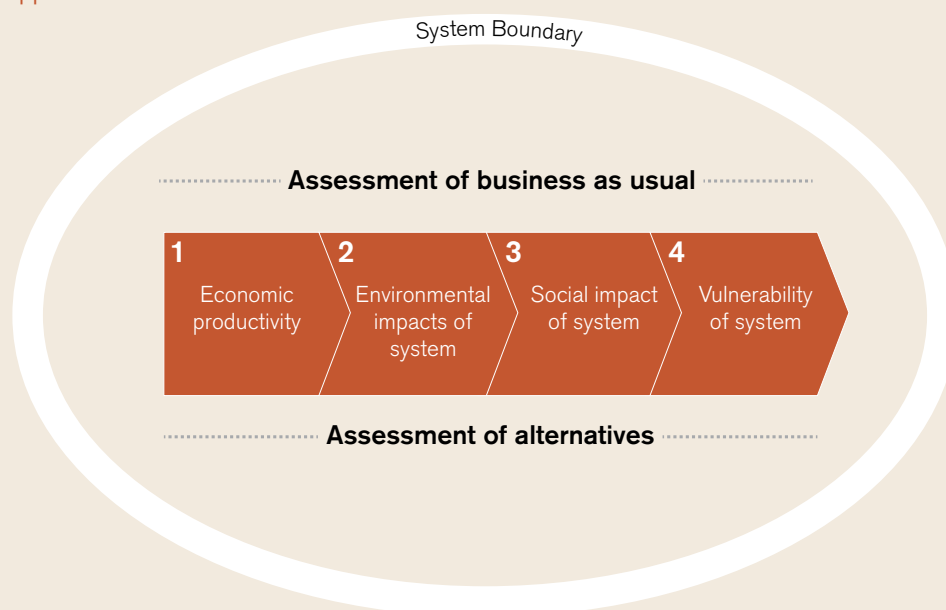 System Boundary
Assessment of business as usual
1
Economic
productivity
2
Environmental
impacts of
system
3
Social impact
of system
4
Vulnerability
of system
Assessment of alternatives